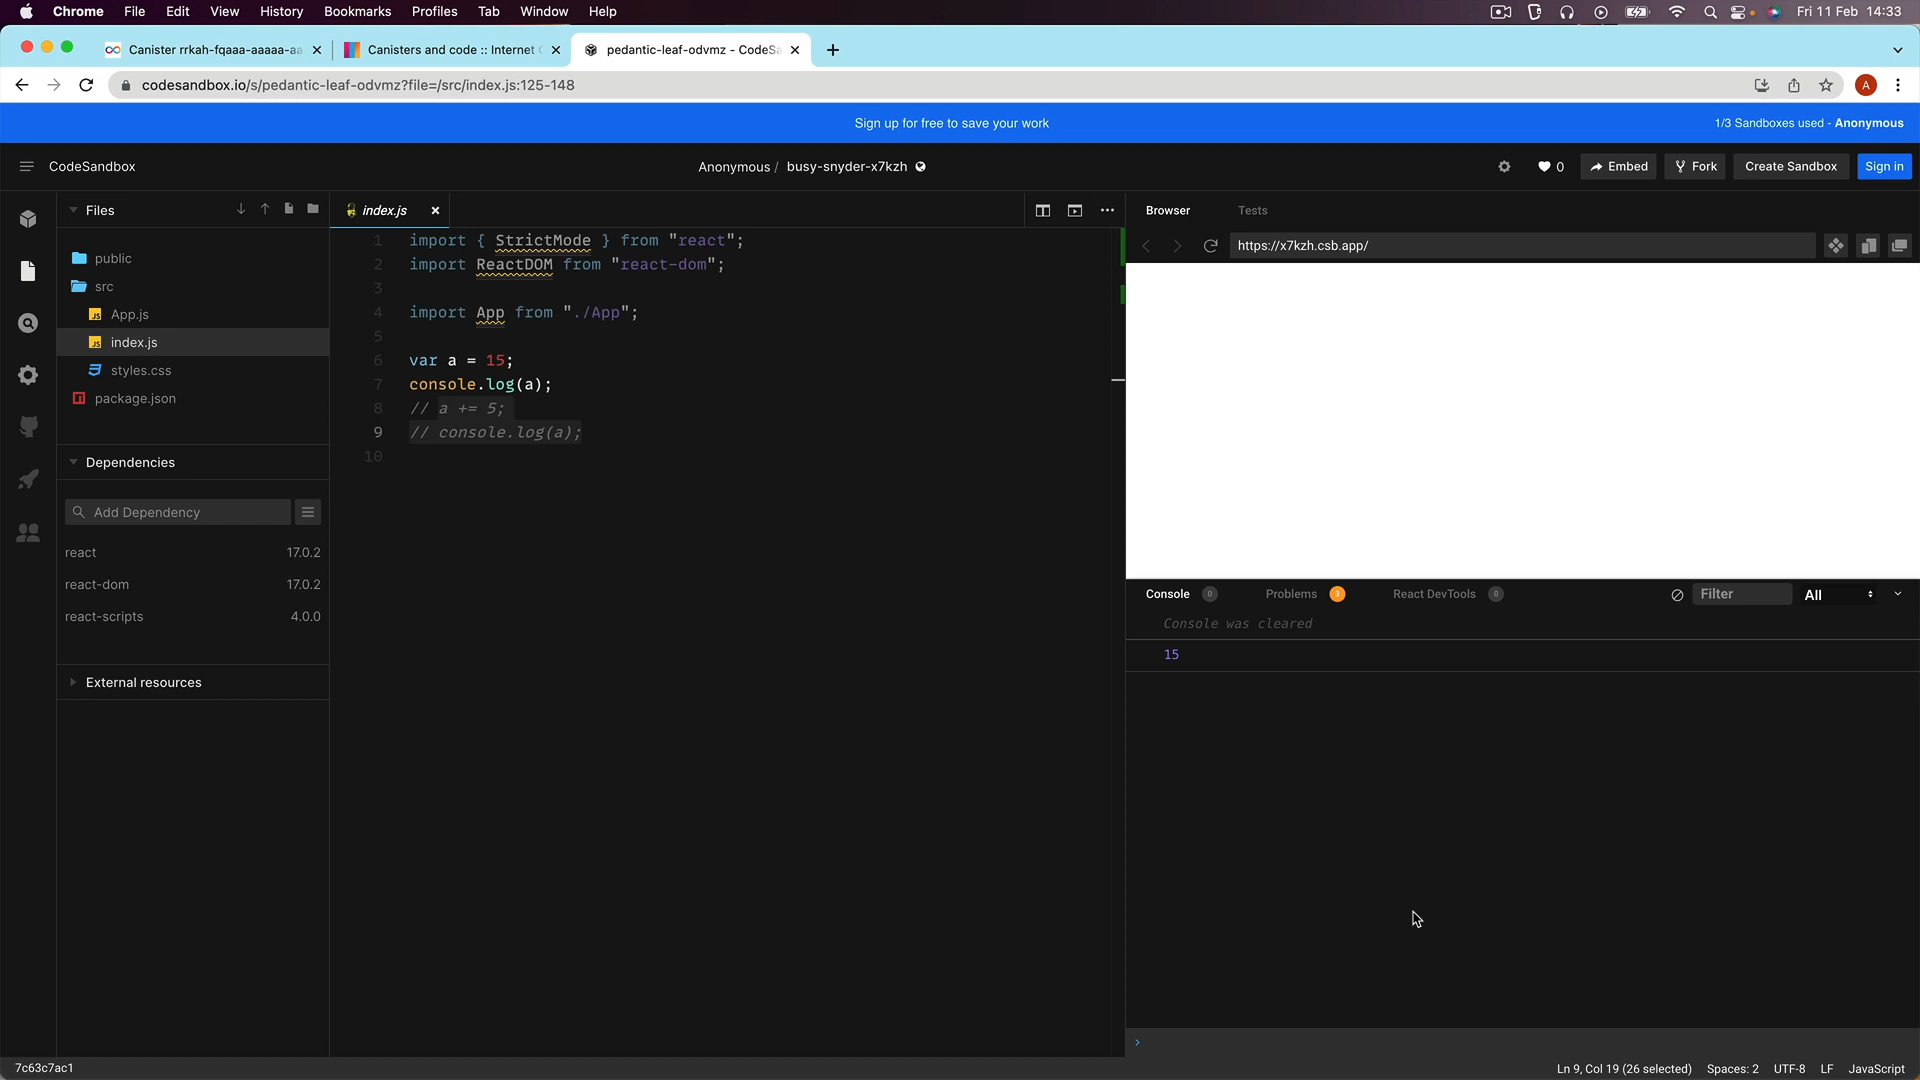 Chrome File Edit View History Bookmarks Profiles Tab Window Help Fri 11 Feb 14:33
Canister rrkah-fqaaa-aaaaa-aa Canisters and code :: Internet pedantic-leaf-odvmz - CodeSa
codesandbox.io/s/pedantic-leaf-odvmz?file=/src/index.js:125-148 A
Sign up for free to save your work 1/3 Sandboxes used - Anonymous
CodeSandbox Anonymous / busy-snyder-x7kzh 0 Embed Fork Create Sandbox Sign in
Files
public
src
JS App.js
JS index.js
styles.css
package.json
Dependencies
Add Dependency
react 17.0.2
react-dom 17.0.2
react-scripts 4.0.0
External resources
index.js
1 import { StrictMode } from "react";
2 import ReactDOM from "react-dom";
3
4 import App from "./App";
5
6 var a = 15;
7 console.log(a);
8 // a += 5;
9 // console.log(a);
10
Browser Tests
https://x7kzh.csb.app/
Console 0 Problems 3 React DevTools 0 Filter All
Console was cleared
15
7c63c7ac1 Ln 9, Col 19 (26 selected) Spaces: 2 UTF-8 LF JavaScript